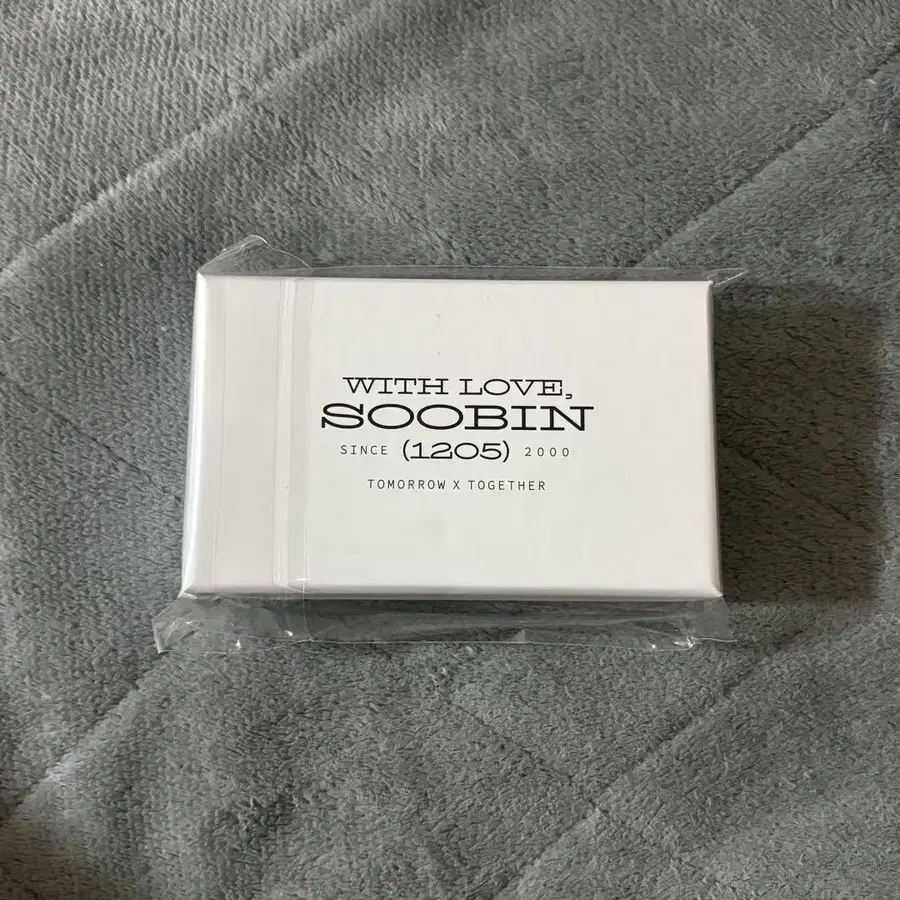 WITH LOVE,
SOOBIN
SINCE (1205) 2000
TOMORROW X TOGETHER